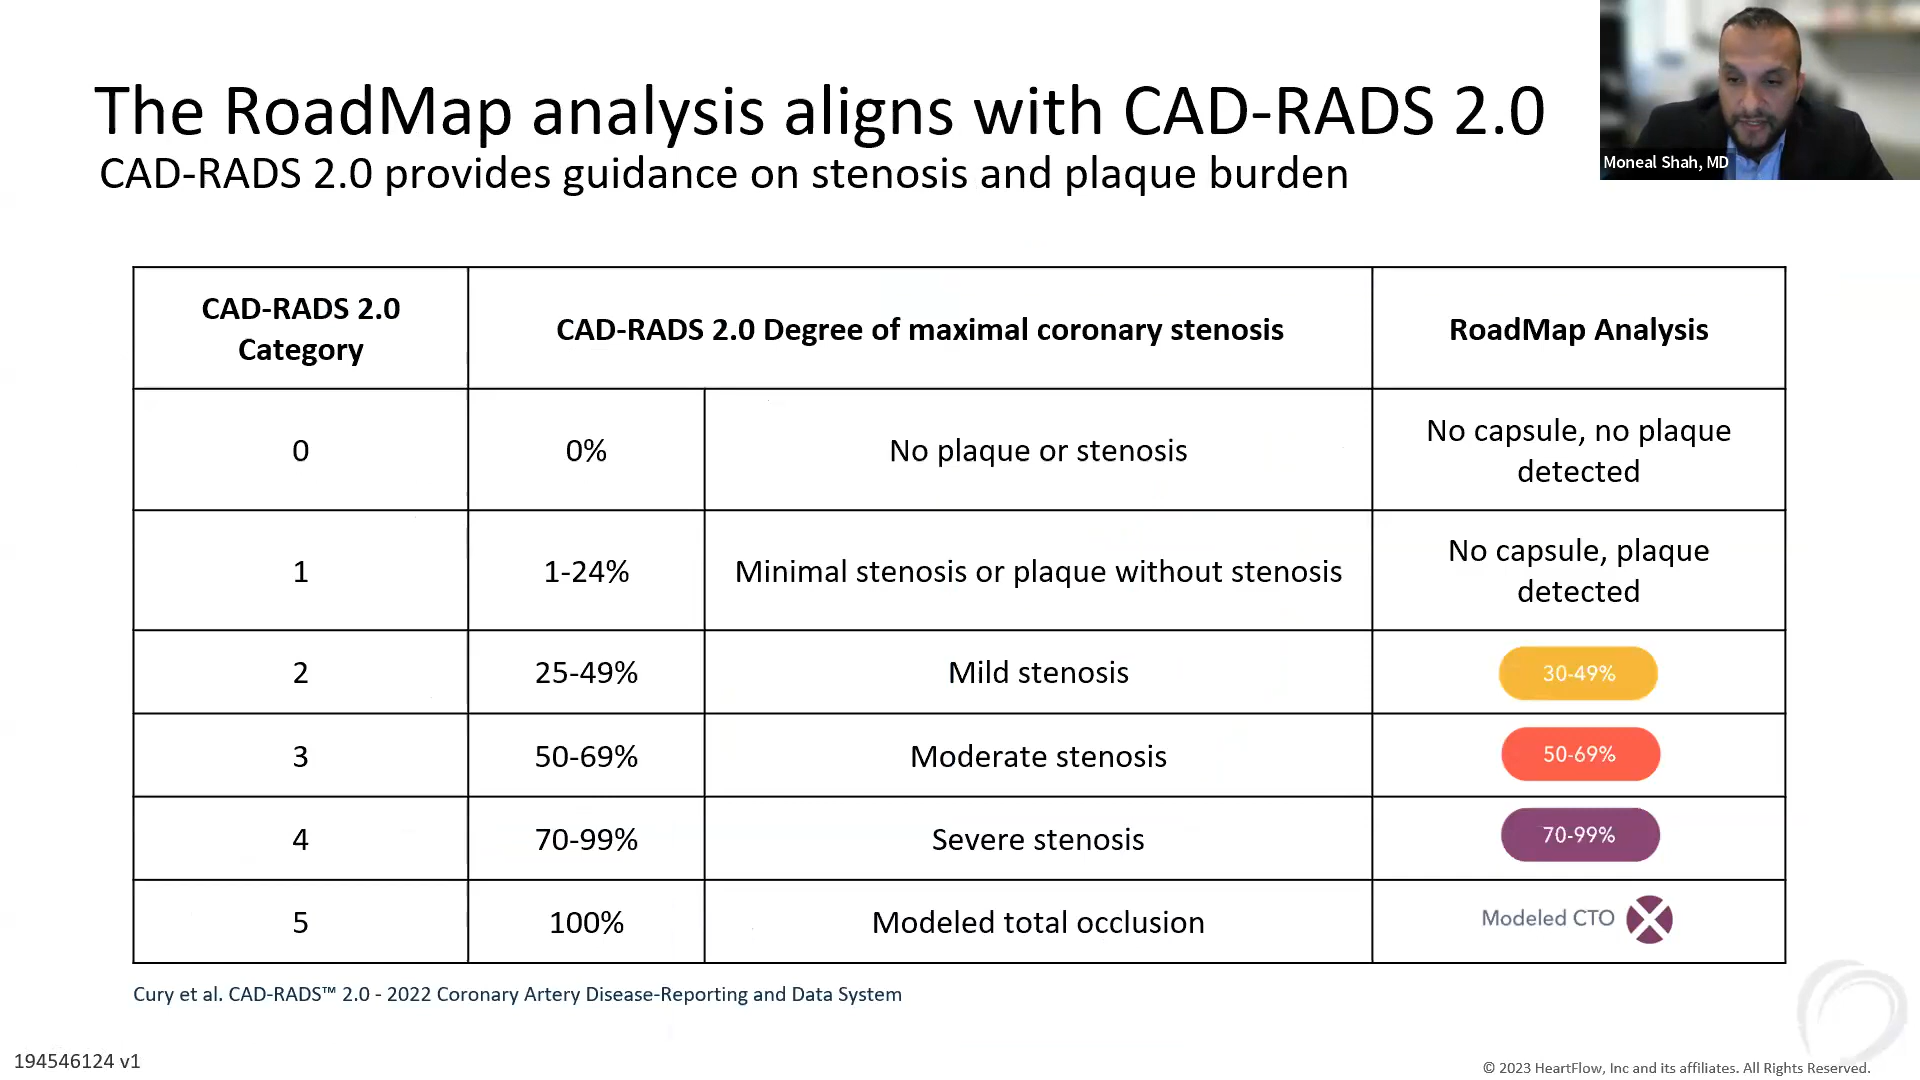 The RoadMap analysis aligns with CAD-RADS 2.0
CAD-RADS 2.0 provides guidance on stenosis and plaque burden
Moneal Shah, MD
CAD-RADS 2.0
Category
CAD-RADS 2.0 Degree of maximal coronary stenosis
RoadMap Analysis
0
0%
No plaque or stenosis
No capsule, no plaque
detected
1
1-24%
Minimal stenosis or plaque without stenosis
No capsule, plaque
detected
2
25-49%
Mild stenosis
30-49%
3
50-69%
Moderate stenosis
50-69%
4
70-99%
Severe stenosis
70-99%
5
100%
Modeled total occlusion
Modeled CTO
Cury et al. CAD-RADS™ 2.0 - 2022 Coronary Artery Disease-Reporting and Data System
194546124 v1
© 2023 HeartFlow, Inc and its affiliates. All Rights Reserved.